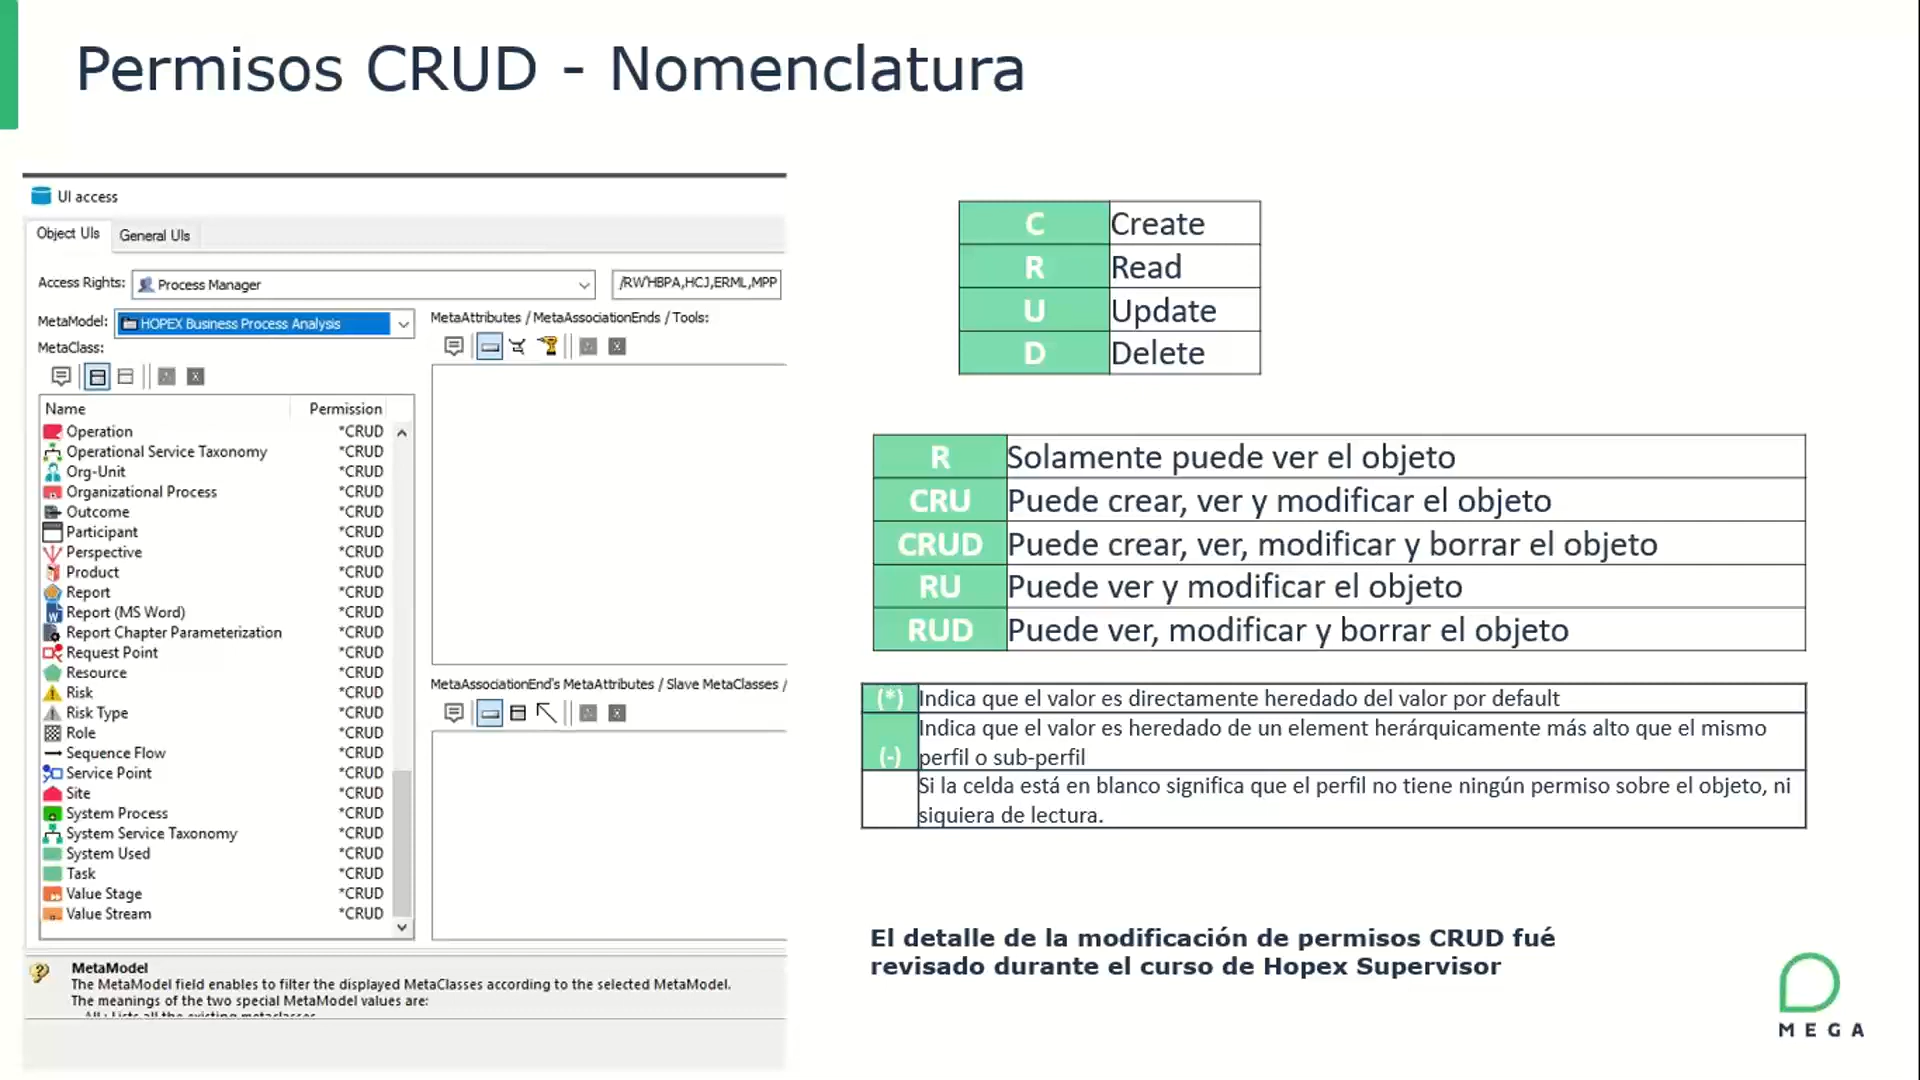 Permisos CRUD - Nomenclatura
UI access
Object UIs
General UIs
Access Rights:
Process Manager
/RW'HBPA,HCJ,ERML,MPP
MetaModel:
HOPEX Business Process Analysis
MetaAttributes / MetaAssociationEnds / Tools:
MetaClass:
Name Permission
Operation *CRUD
Operational Service Taxonomy *CRUD
Org-Unit *CRUD
Organizational Process *CRUD
Outcome *CRUD
Participant *CRUD
Perspective *CRUD
Product *CRUD
Report *CRUD
Report (MS Word) *CRUD
Report Chapter Parameterization *CRUD
Request Point *CRUD
Resource *CRUD
Risk *CRUD
Risk Type *CRUD
Role *CRUD
Sequence Flow *CRUD
Service Point *CRUD
Site *CRUD
System Process *CRUD
System Service Taxonomy *CRUD
System Used *CRUD
Task *CRUD
Value Stage *CRUD
Value Stream *CRUD
MetaAssociationEnd's MetaAttributes / Slave MetaClasses /
MetaModel
The MetaModel field enables to filter the displayed MetaClasses according to the selected MetaModel.
The meanings of the two special MetaModel values are:
All : Lists all the existing metaclasses
C Create
R Read
U Update
D Delete
R Solamente puede ver el objeto
CRU Puede crear, ver y modificar el objeto
CRUD Puede crear, ver, modificar y borrar el objeto
RU Puede ver y modificar el objeto
RUD Puede ver, modificar y borrar el objeto
(*) Indica que el valor es directamente heredado del valor por default
Indica que el valor es heredado de un element herárquicamente más alto que el mismo
(-) perfil o sub-perfil
Si la celda está en blanco significa que el perfil no tiene ningún permiso sobre el objeto, ni
siquiera de lectura.
El detalle de la modificación de permisos CRUD fué
revisado durante el curso de Hopex Supervisor
MEGA